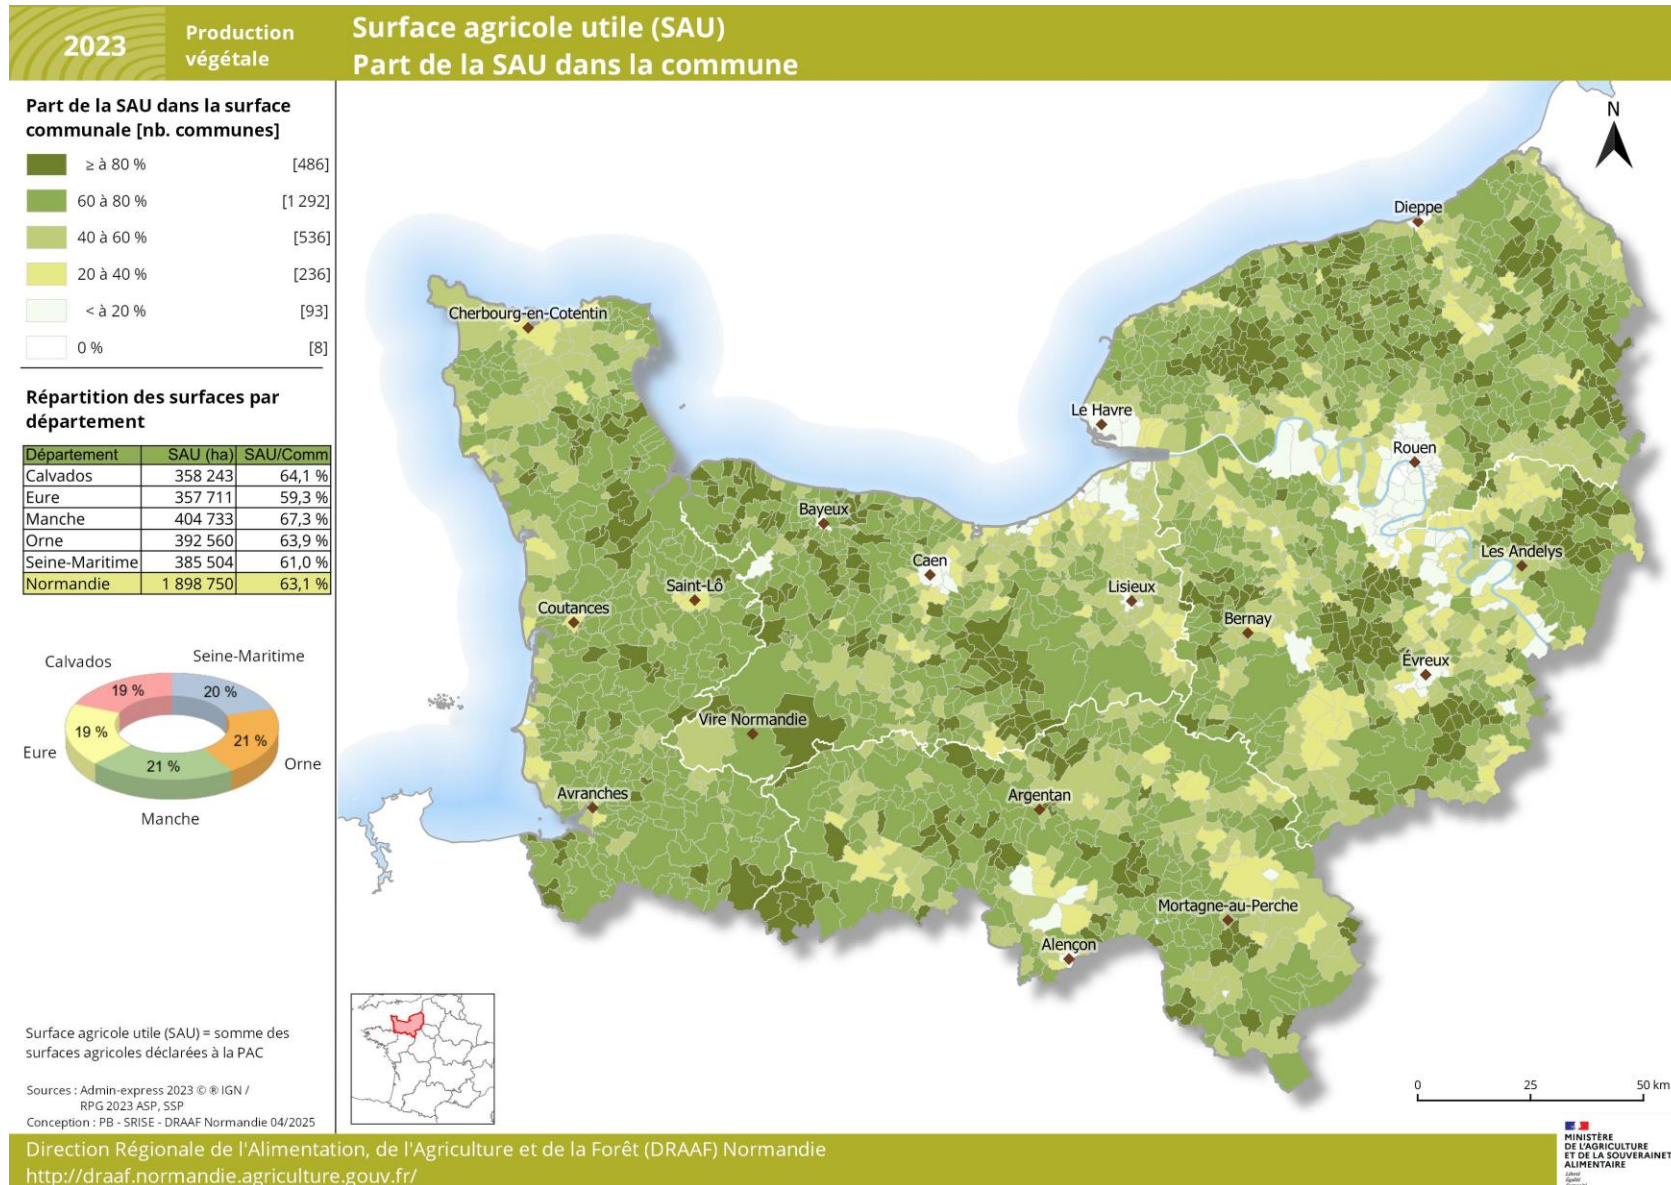 2023
Production
végétale
Surface agricole utile (SAU)
Part de la SAU dans la commune
Part de la SAU dans la surface
communale [nb. communes]
≥ à 80 % [486]
60 à 80 % [1 292]
40 à 60 % [536]
20 à 40 % [236]
< à 20 % [93]
0 % [8]
Répartition des surfaces par
département
Département SAU (ha) SAU/Comm
Calvados 358 243 64,1 %
Eure 357 711 59,3 %
Manche 404 733 67,3 %
Orne 392 560 63,9 %
Seine-Maritime 385 504 61,0 %
Normandie 1 898 750 63,1 %
Calvados
Seine-Maritime
19 %
20 %
19 %
21 %
21 %
Eure
Orne
Manche
N
Dieppe
Cherbourg-en-Cotentin
Le Havre
Rouen
Bayeux
Caen
Les Andelys
Saint-Lô
Lisieux
Coutances
Bernay
Évreux
Vire Normandie
Avranches
Argentan
Mortagne-au-Perche
Alençon
0 25 50 km
Surface agricole utile (SAU) = somme des
surfaces agricoles déclarées à la PAC
Sources : Admin-express 2023 © ® IGN /
RPG 2023 ASP, SSP
Conception : PB - SRISE - DRAAF Normandie 04/2025
Direction Régionale de l'Alimentation, de l'Agriculture et de la Forêt (DRAAF) Normandie
http://draaf.normandie.agriculture.gouv.fr/
MINISTÈRE
DE L'AGRICULTURE
ET DE LA SOUVERAINET
ALIMENTAIRE
Liberté
Égalité